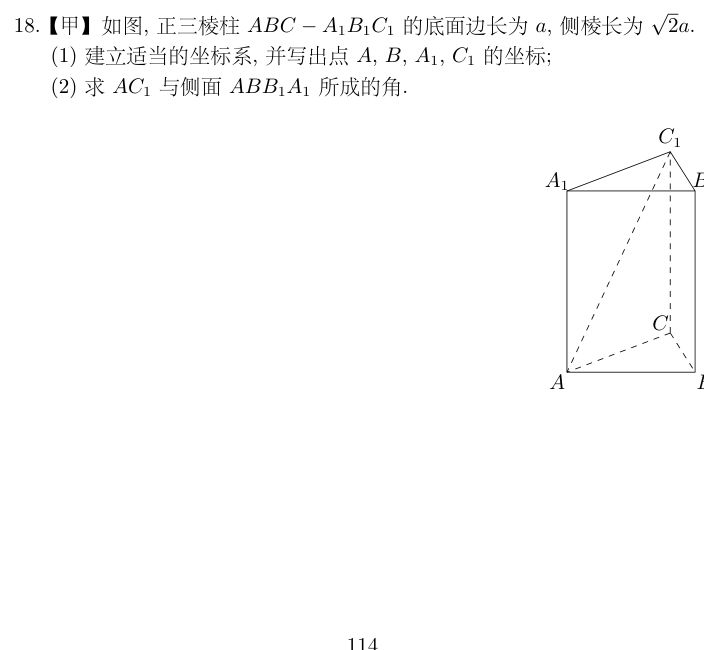 18.【甲】如图, 正三棱柱 ABC − A₁B₁C₁ 的底面边长为 a, 侧棱长为 √2a.
(1) 建立适当的坐标系, 并写出点 A, B, A₁, C₁ 的坐标;
(2) 求 AC₁ 与侧面 ABB₁A₁ 所成的角.
C₁
A₁
C
A
114